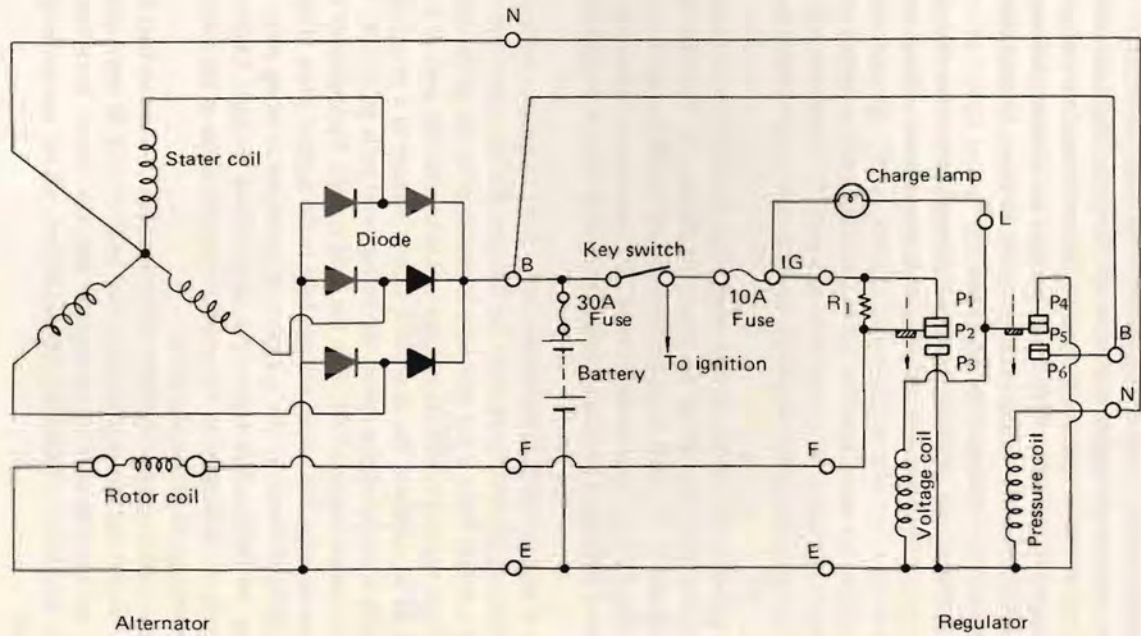 N
Stater coil
Charge lamp
L
Diode
Key switch
B
IG
30A
Fuse
10A
Fuse
R1
P1
P2
P3
P4
P5
P6
B
N
To ignition
Battery
F
F
Rotor coil
Voltage coil
Pressure coil
E
E
Alternator
Regulator